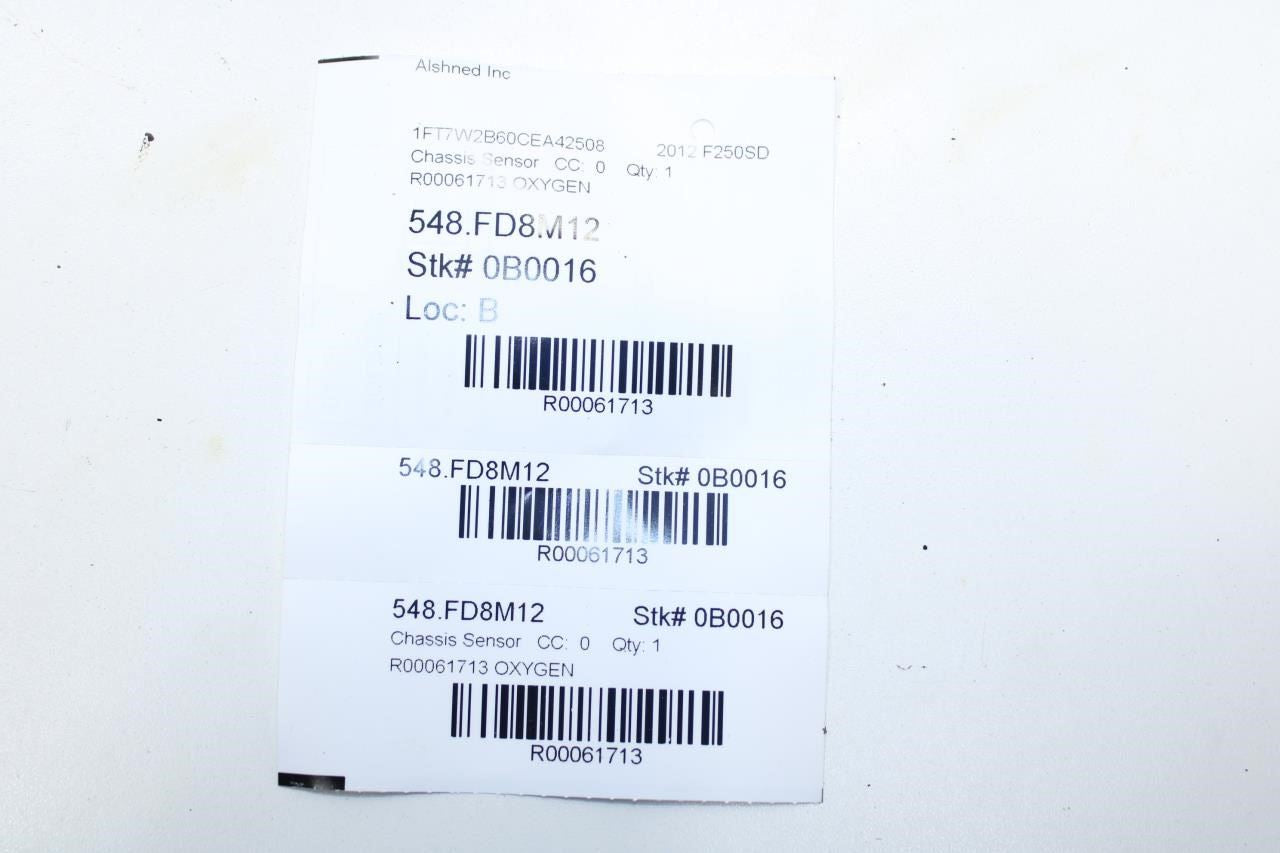 Alshned Inc
1FT7W2B60CEA42508 2012 F250SD
Chassis Sensor CC: 0 Qty: 1
R00061713 OXYGEN
548.FD8M12
Stk# 0B0016
Loc: B
R00061713
548.FD8M12 Stk# 0B0016
R00061713
548.FD8M12 Stk# 0B0016
Chassis Sensor CC: 0 Qty: 1
R00061713 OXYGEN
R00061713